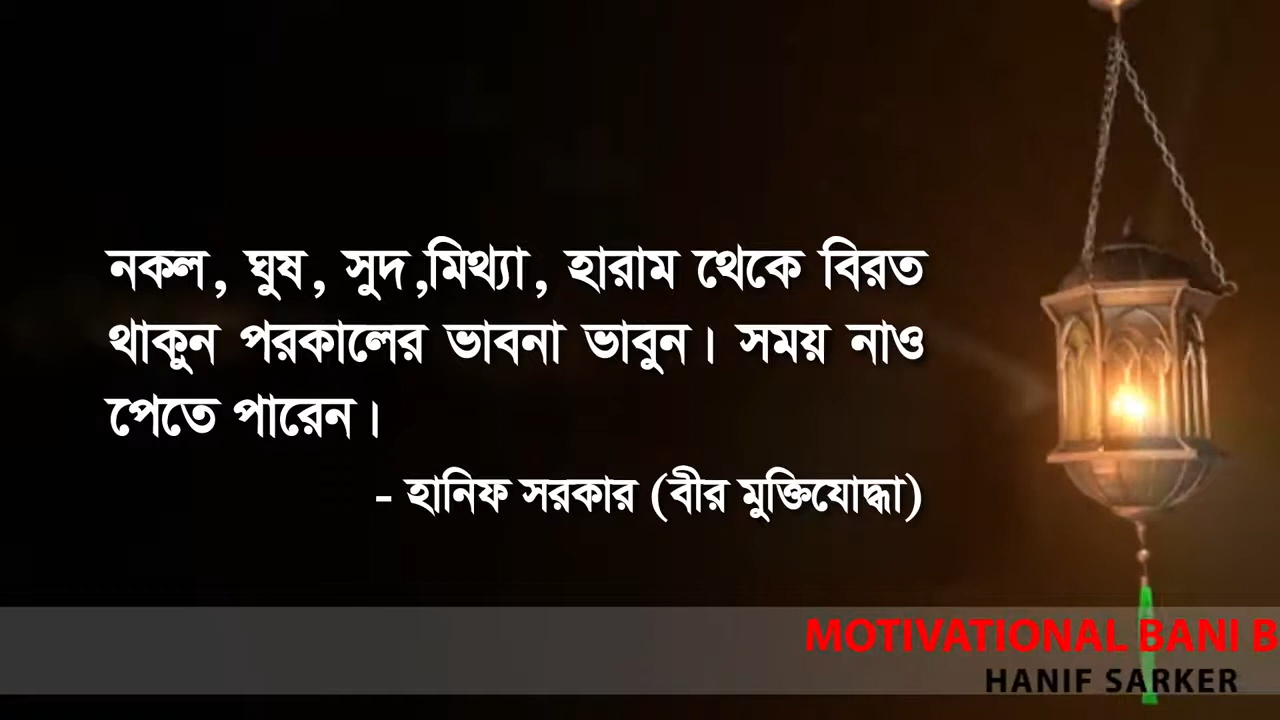 নকল, ঘুষ, সুদ,মিথ্যা, হারাম থেকে বিরত
থাকুন পরকালের ভাবনা ভাবুন। সময় নাও
পেতে পারেন।
- হানিফ সরকার (বীর মুক্তিযোদ্ধা)
MOTIVATIONAL BANI B
HANIF SARKER